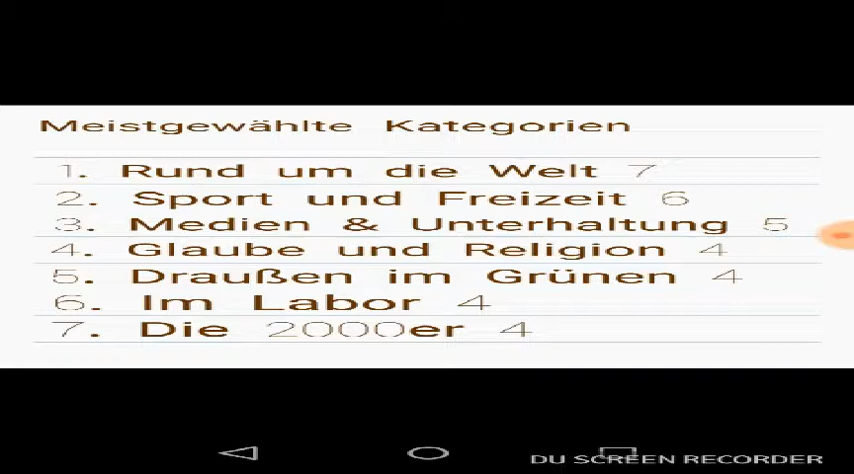 Meistgewählte Kategorien
1. Rund um die Welt 7
2. Sport und Freizeit 6
3. Medien & Unterhaltung 5
4. Glaube und Religion 4
5. Draußen im Grünen 4
6. Im Labor 4
7. Die 2000er 4
DU SCREEN RECORDER